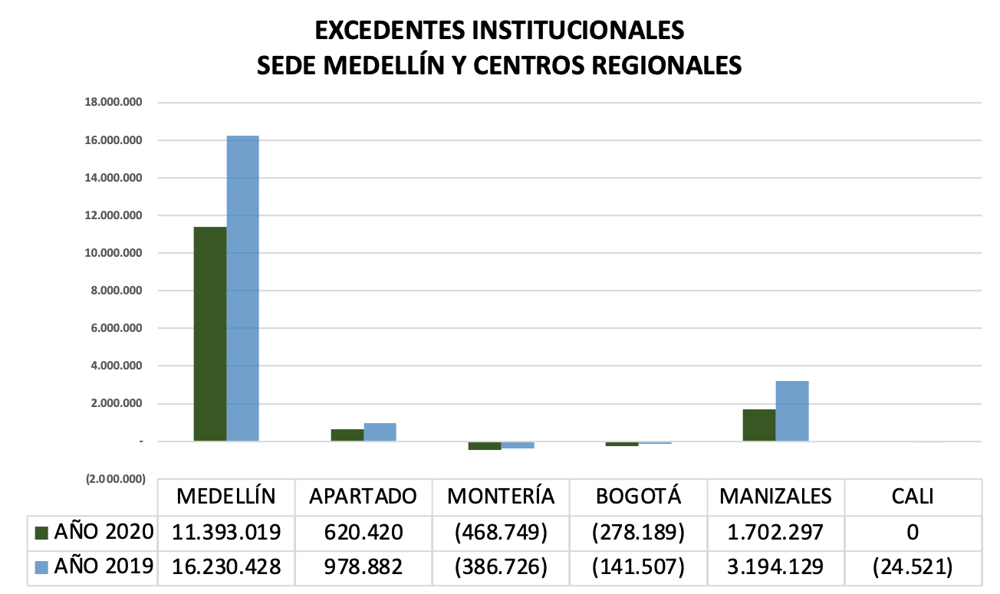 EXCEDENTES INSTITUCIONALES
SEDE MEDELLÍN Y CENTROS REGIONALES
18.000.000
16.000.000
14.000.000
12.000.000
10.000.000
8.000.000
6.000.000
4.000.000
2.000.000
-
(2.000.000)
MEDELLÍN APARTADO MONTERÍA BOGOTÁ MANIZALES CALI
AÑO 2020 11.393.019 620.420 (468.749) (278.189) 1.702.297 0
AÑO 2019 16.230.428 978.882 (386.726) (141.507) 3.194.129 (24.521)